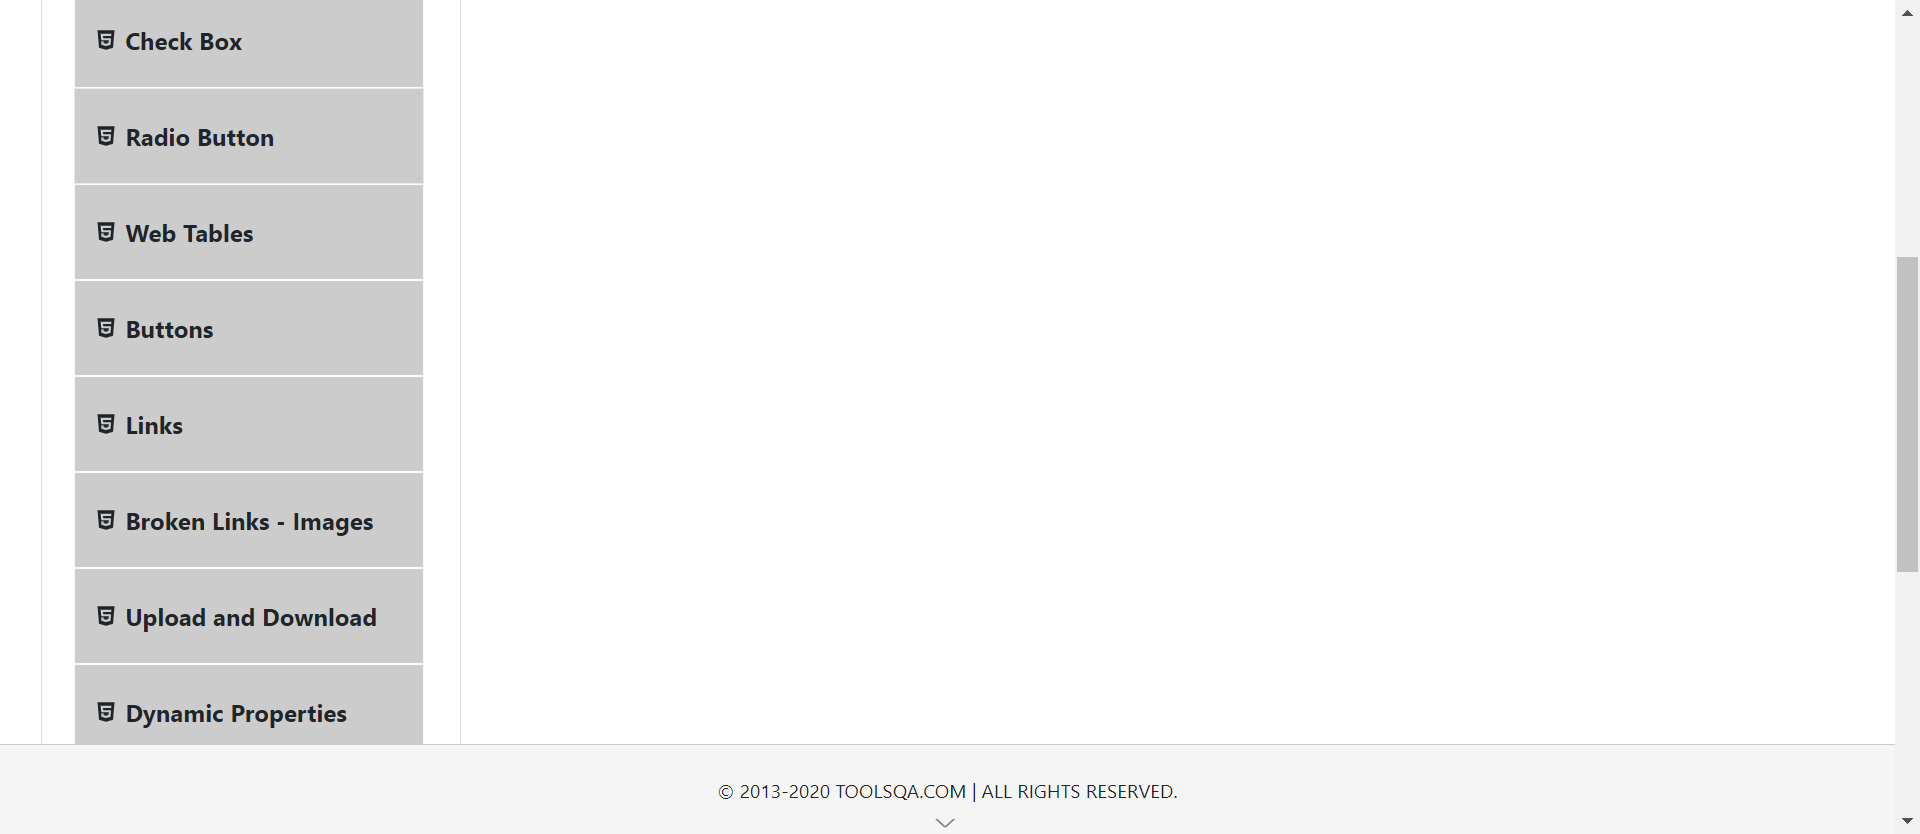 Check Box
Radio Button
Web Tables
Buttons
Links
Broken Links - Images
Upload and Download
Dynamic Properties
© 2013-2020 TOOLSQA.COM | ALL RIGHTS RESERVED.